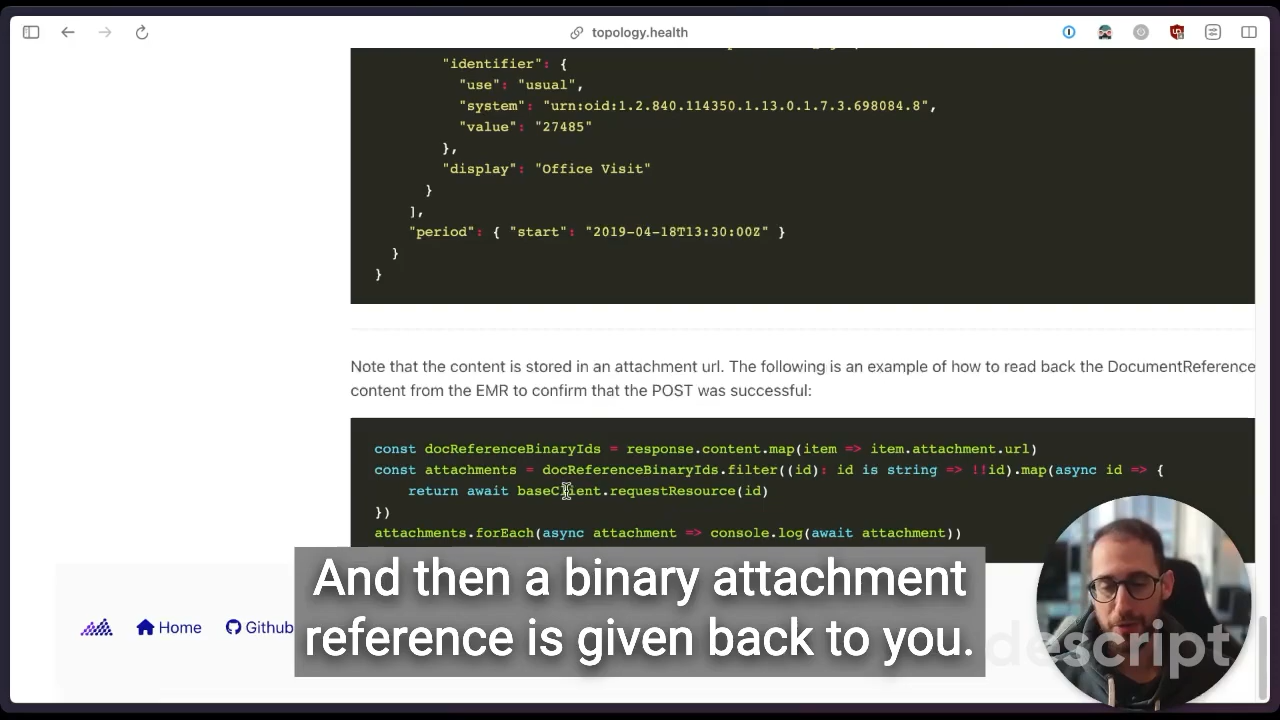 topology.health
"identifier": {
"use": "usual",
"system": "urn:oid:1.2.840.114350.1.13.0.1.7.3.698084.8",
"value": "27485"
},
"display": "Office Visit"
}
],
"period": { "start": "2019-04-18T13:30:00Z" }
}
}
Note that the content is stored in an attachment url. The following is an example of how to read back the DocumentReference
content from the EMR to confirm that the POST was successful:
const docReferenceBinaryIds = response.content.map(item => item.attachment.url)
const attachments = docReferenceBinaryIds.filter((id): id is string => !!id).map(async id => {
return await baseClient.requestResource(id)
})
attachments.forEach(async attachment => console.log(await attachment))
And then a binary attachment
reference is given back to you.
Home
Github
descript